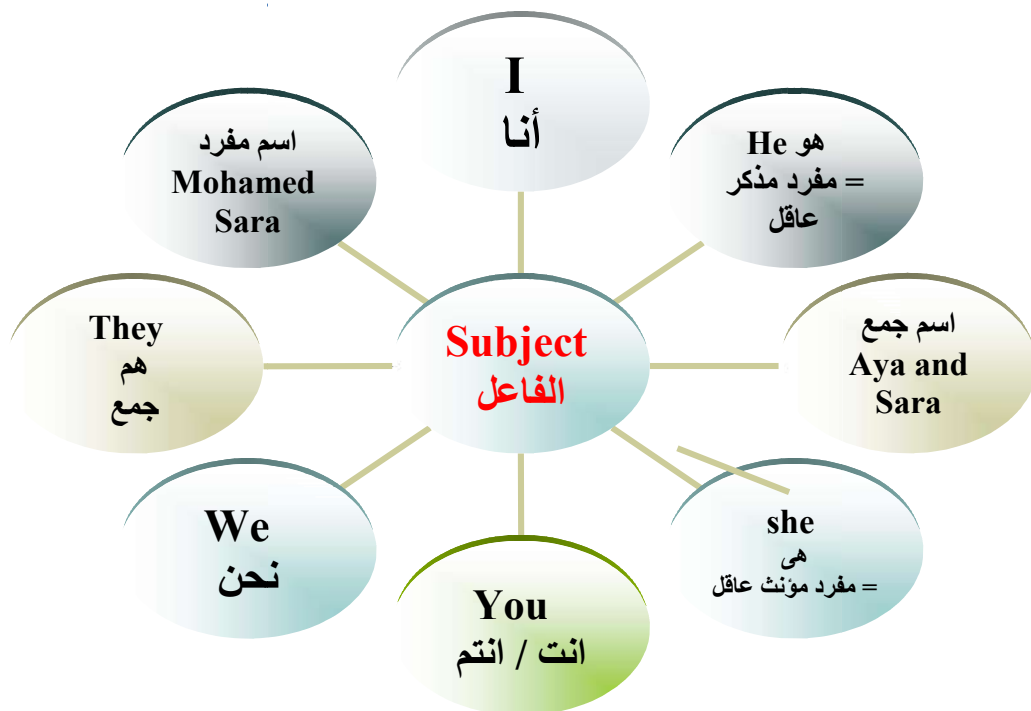 I
أنا
اسم مفرد
Mohamed
Sara
هو He
= مفرد مذكر
عاقل
They
هم
جمع
Subject
الفاعل
اسم جمع
Aya and
Sara
We
نحن
You
انت / انتم
she
هى
= مفرد مؤنث عاقل